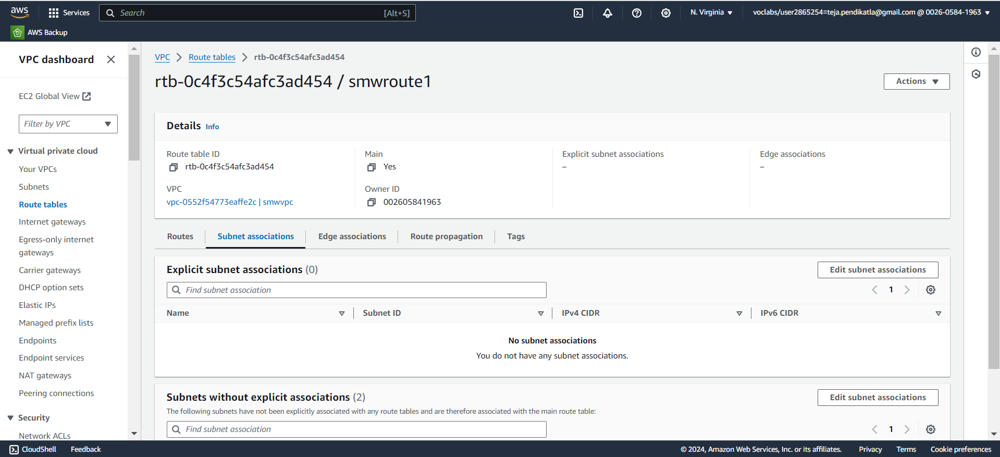 aws
Services
Search
[Alt+S]
N. Virginia
voclabs/user2865254=teja.pendikatla@gmail.com @ 0026-0584-1963
AWS Backup
VPC dashboard
EC2 Global View
Filter by VPC
Virtual private cloud
Your VPCs
Subnets
Route tables
Internet gateways
Egress-only internet
gateways
Carrier gateways
DHCP option sets
Elastic IPs
Managed prefix lists
Endpoints
Endpoint services
NAT gateways
Peering connections
Security
Network ACLs
VPC
Route tables
rtb-0c4f3c54afc3ad454
rtb-0c4f3c54afc3ad454 / smwroute1
Actions
Details Info
Route table ID
rtb-0c4f3c54afc3ad454
Main
Yes
Explicit subnet associations
–
Edge associations
–
VPC
vpc-0552f54773eaffe2c | smwvpc
Owner ID
002605841963
Routes
Subnet associations
Edge associations
Route propagation
Tags
Explicit subnet associations (0)
Edit subnet associations
Find subnet association
1
Name
Subnet ID
IPv4 CIDR
IPv6 CIDR
No subnet associations
You do not have any subnet associations.
Subnets without explicit associations (2)
Edit subnet associations
The following subnets have not been explicitly associated with any route tables and are therefore associated with the main route table:
Find subnet association
1
CloudShell
Feedback
© 2024, Amazon Web Services, Inc. or its affiliates.
Privacy
Terms
Cookie preferences